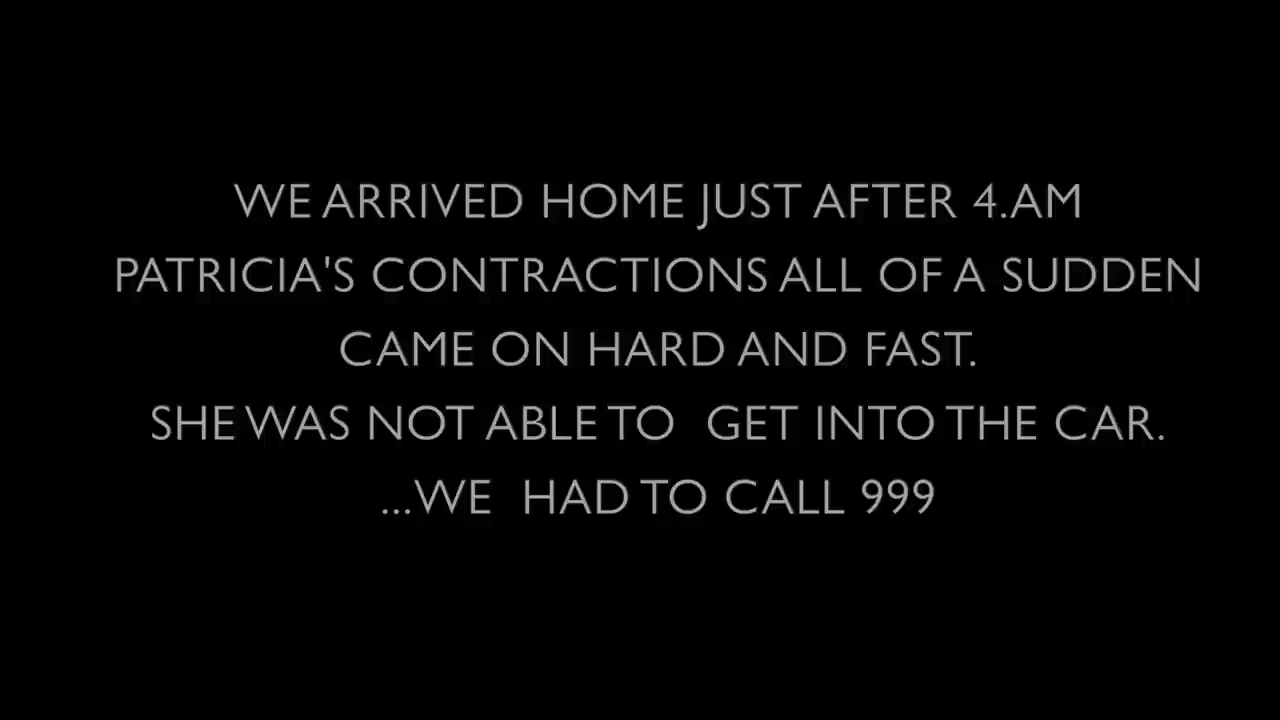 WE ARRIVED HOME JUST AFTER 4.AM
PATRICIA'S CONTRACTIONS ALL OF A SUDDEN
CAME ON HARD AND FAST.
SHE WAS NOT ABLE TO  GET INTO THE CAR.
...WE  HAD TO CALL 999